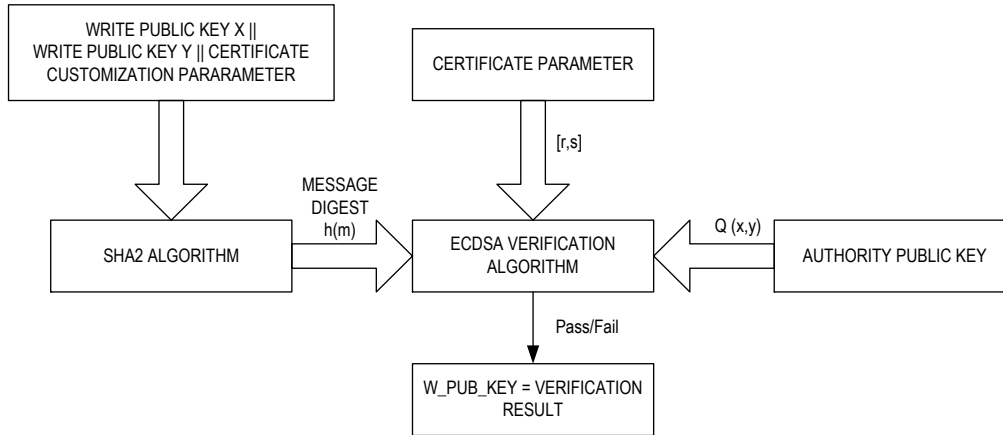 WRITE PUBLIC KEY X ||
WRITE PUBLIC KEY Y || CERTIFICATE
CUSTOMIZATION PARARAMETER
CERTIFICATE PARAMETER
[r,s]
MESSAGE
DIGEST
h(m)
Q (x,y)
SHA2 ALGORITHM
ECDSA VERIFICATION
ALGORITHM
AUTHORITY PUBLIC KEY
Pass/Fail
W_PUB_KEY = VERIFICATION
RESULT